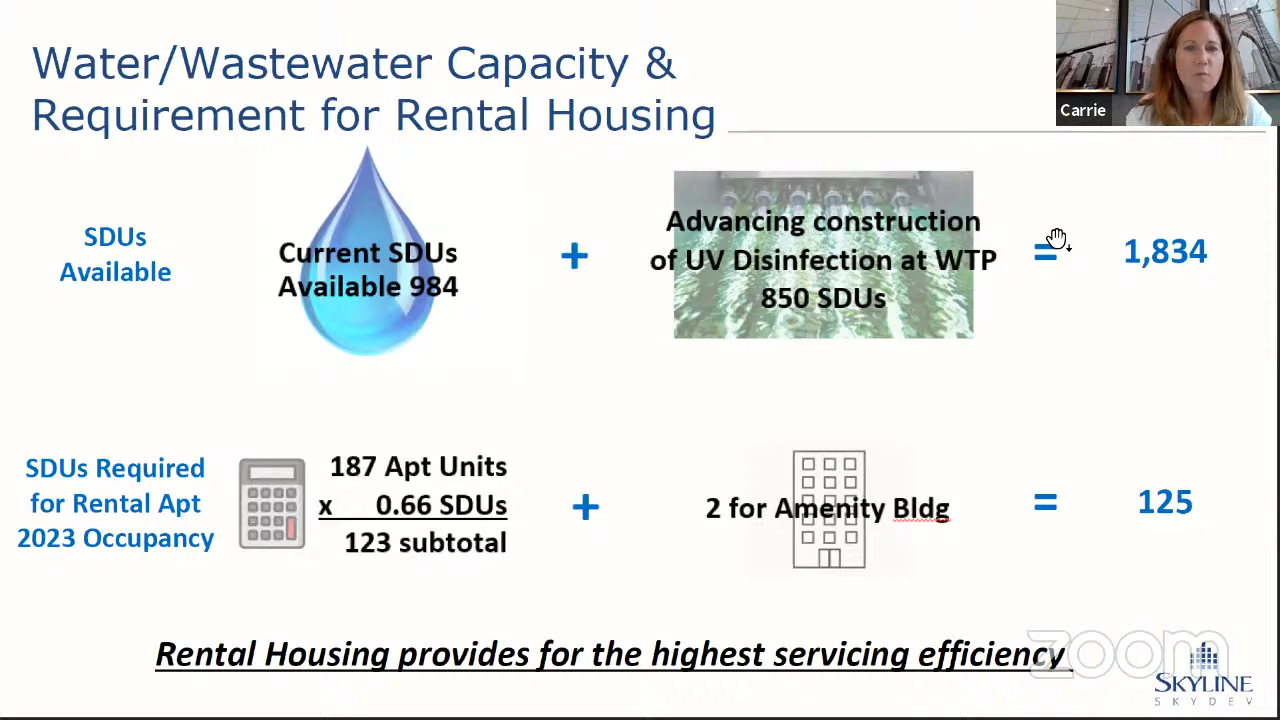 Water/Wastewater Capacity &
Requirement for Rental Housing
Carrie
SDUs
Available
Current SDUs
Available 984
+
Advancing construction
of UV Disinfection at WTP
850 SDUs
=
1,834
SDUs Required
for Rental Apt
2023 Occupancy
187 Apt Units
x 0.66 SDUs
123 subtotal
+
2 for Amenity Bldg
=
125
Rental Housing provides for the highest servicing efficiency
zoom
SKYLINE
SKYDEV